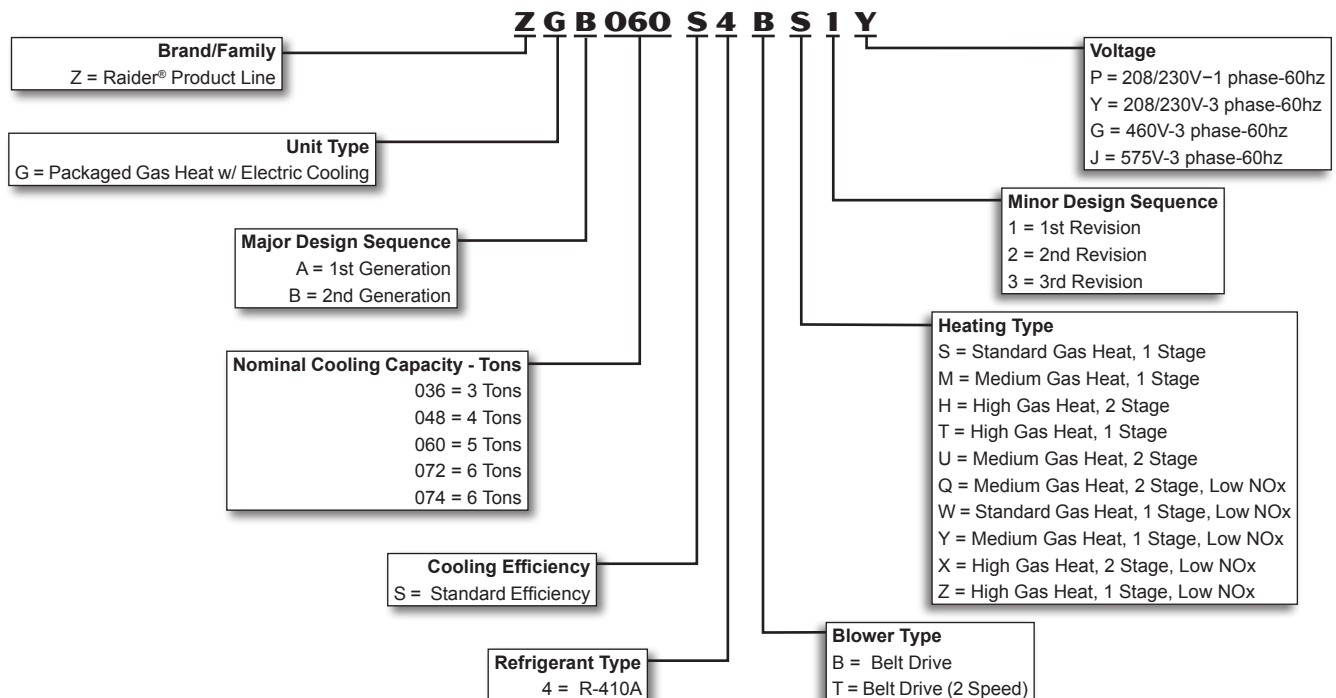 Z G B 060 S 4 B S 1 Y
Brand/Family
Z = Raider® Product Line
Unit Type
G = Packaged Gas Heat w/ Electric Cooling
Major Design Sequence
A = 1st Generation
B = 2nd Generation
Nominal Cooling Capacity - Tons
036 = 3 Tons
048 = 4 Tons
060 = 5 Tons
072 = 6 Tons
074 = 6 Tons
Cooling Efficiency
S = Standard Efficiency
Refrigerant Type
4 = R-410A
Voltage
P = 208/230V−1 phase-60hz
Y = 208/230V-3 phase-60hz
G = 460V-3 phase-60hz
J = 575V-3 phase-60hz
Minor Design Sequence
1 = 1st Revision
2 = 2nd Revision
3 = 3rd Revision
Heating Type
S = Standard Gas Heat, 1 Stage
M = Medium Gas Heat, 1 Stage
H = High Gas Heat, 2 Stage
T = High Gas Heat, 1 Stage
U = Medium Gas Heat, 2 Stage
Q = Medium Gas Heat, 2 Stage, Low NOx
W = Standard Gas Heat, 1 Stage, Low NOx
Y = Medium Gas Heat, 1 Stage, Low NOx
X = High Gas Heat, 2 Stage, Low NOx
Z = High Gas Heat, 1 Stage, Low NOx
Blower Type
B = Belt Drive
T = Belt Drive (2 Speed)